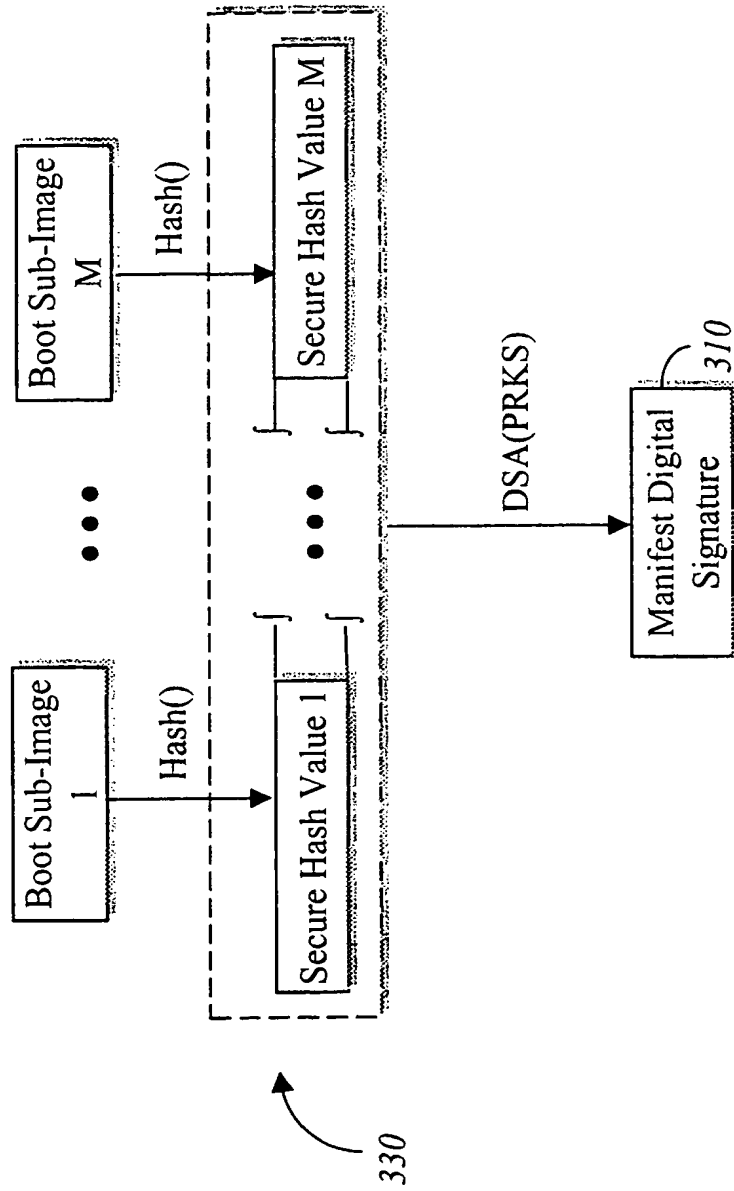 Boot Sub-Image
1
Boot Sub-Image
M
Hash()
Hash()
Secure Hash Value 1
Secure Hash Value M
330
DSA(PRKS)
Manifest Digital
Signature
310